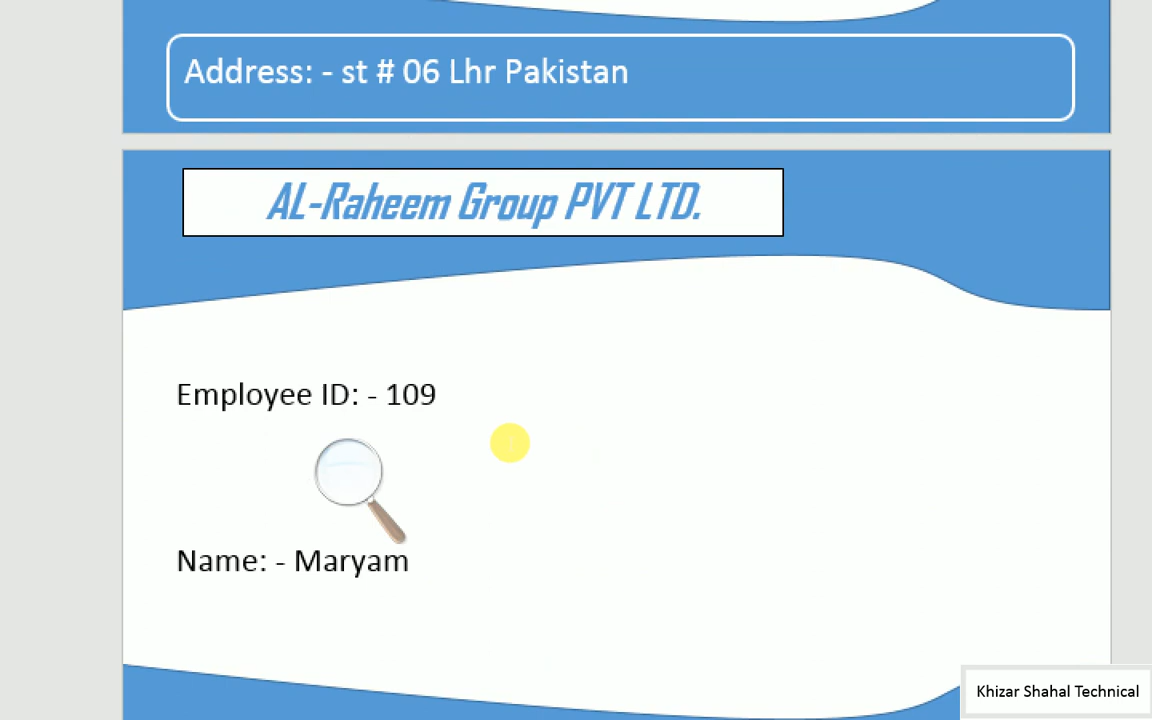 Address: - st # 06 Lhr Pakistan
AL-Raheem Group PVT LTD.
Employee ID: - 109
Name: - Maryam
Khizar Shahal Technical